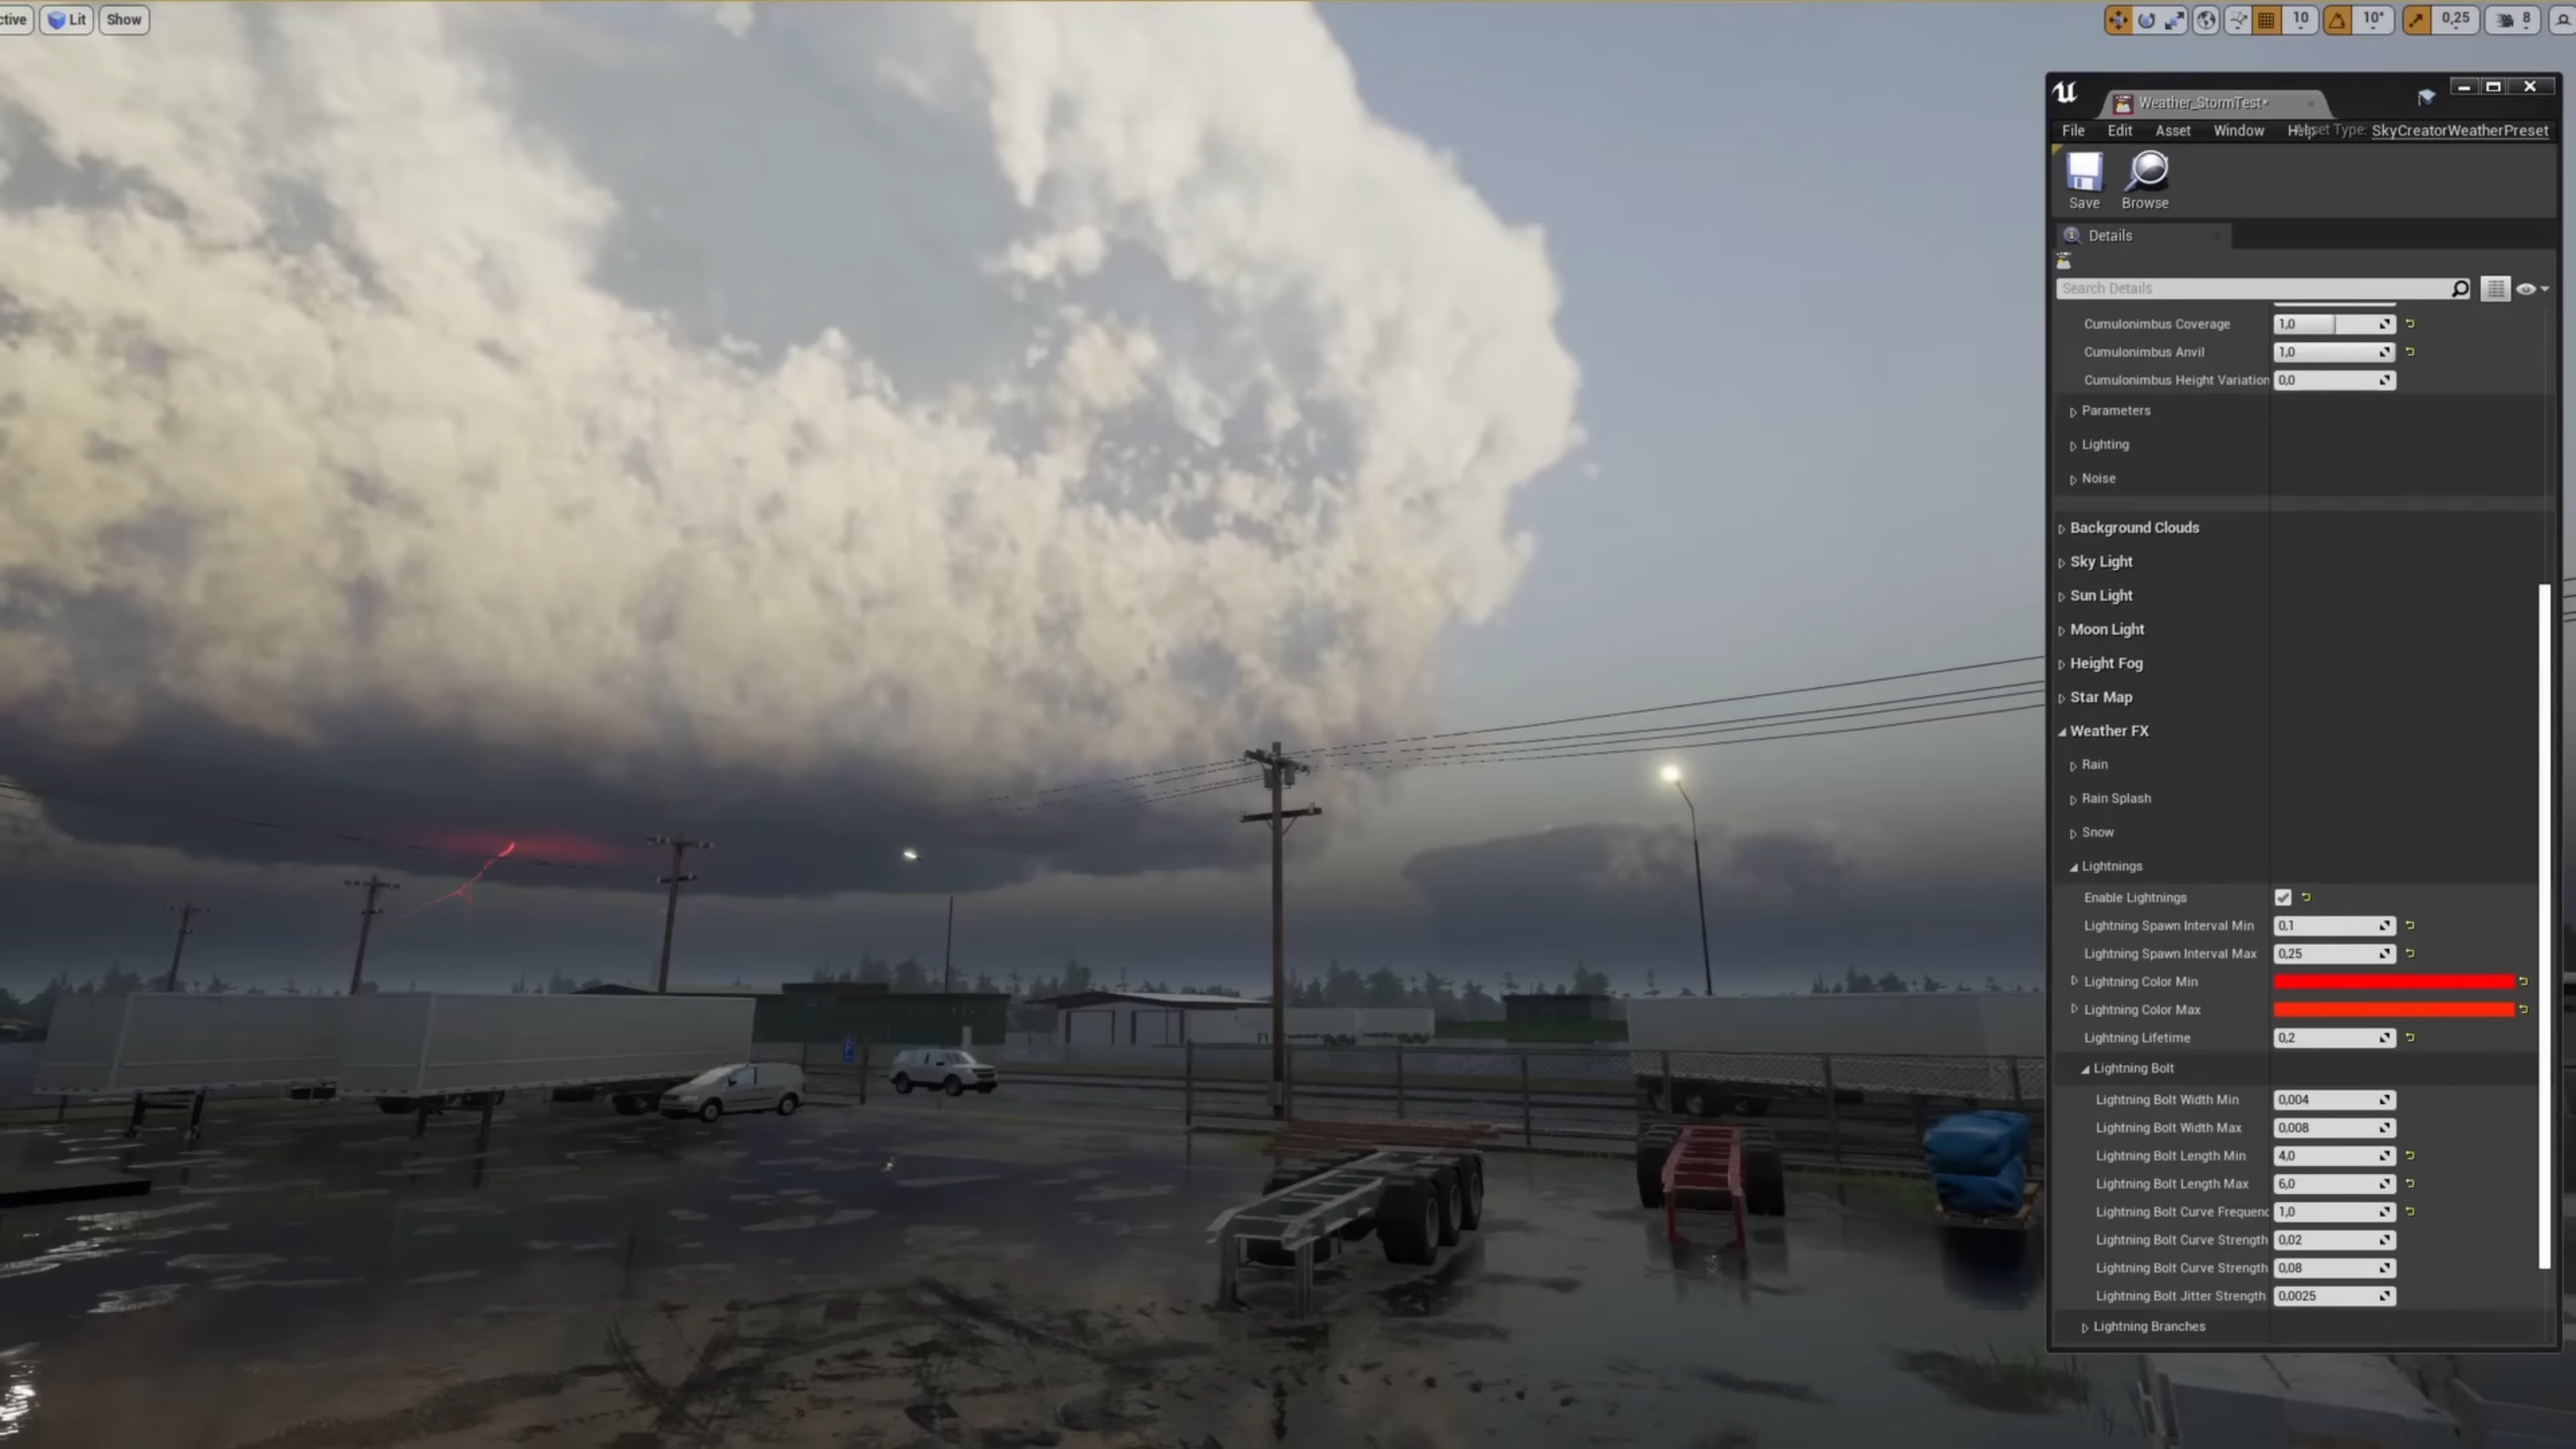 ctive
Lit
Show
10
10°
0,25
8
Weather_StormTest*
File
Edit
Asset
Window
Help
Asset Type:
SkyCreatorWeatherPreset
Save
Browse
Details
Search Details
Cumulonimbus Coverage 1,0
Cumulonimbus Anvil 1,0
Cumulonimbus Height Variation 0,0
Parameters
Lighting
Noise
Background Clouds
Sky Light
Sun Light
Moon Light
Height Fog
Star Map
Weather FX
Rain
Rain Splash
Snow
Lightnings
Enable Lightnings
Lightning Spawn Interval Min 0,1
Lightning Spawn Interval Max 0,25
Lightning Color Min
Lightning Color Max
Lightning Lifetime 0,2
Lightning Bolt
Lightning Bolt Width Min 0,004
Lightning Bolt Width Max 0,008
Lightning Bolt Length Min 4,0
Lightning Bolt Length Max 6,0
Lightning Bolt Curve Frequenc 1,0
Lightning Bolt Curve Strength 0,02
Lightning Bolt Curve Strength 0,08
Lightning Bolt Jitter Strength 0,0025
Lightning Branches